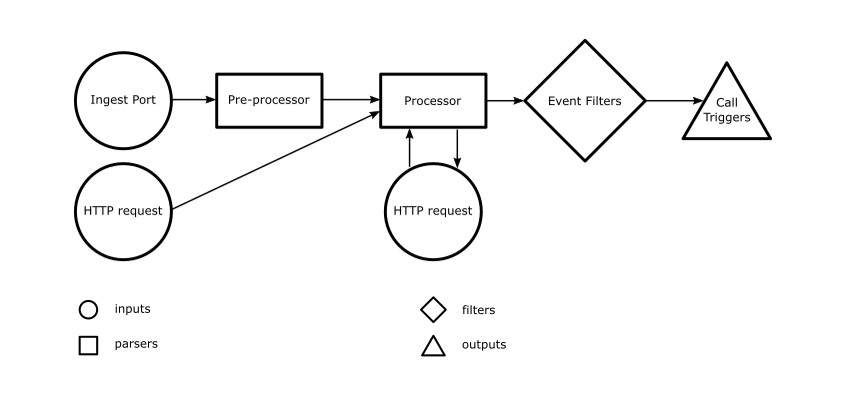 Ingest Port
Pre-processor
Processor
Event Filters
Call
Triggers
HTTP request
HTTP request
inputs
filters
parsers
outputs